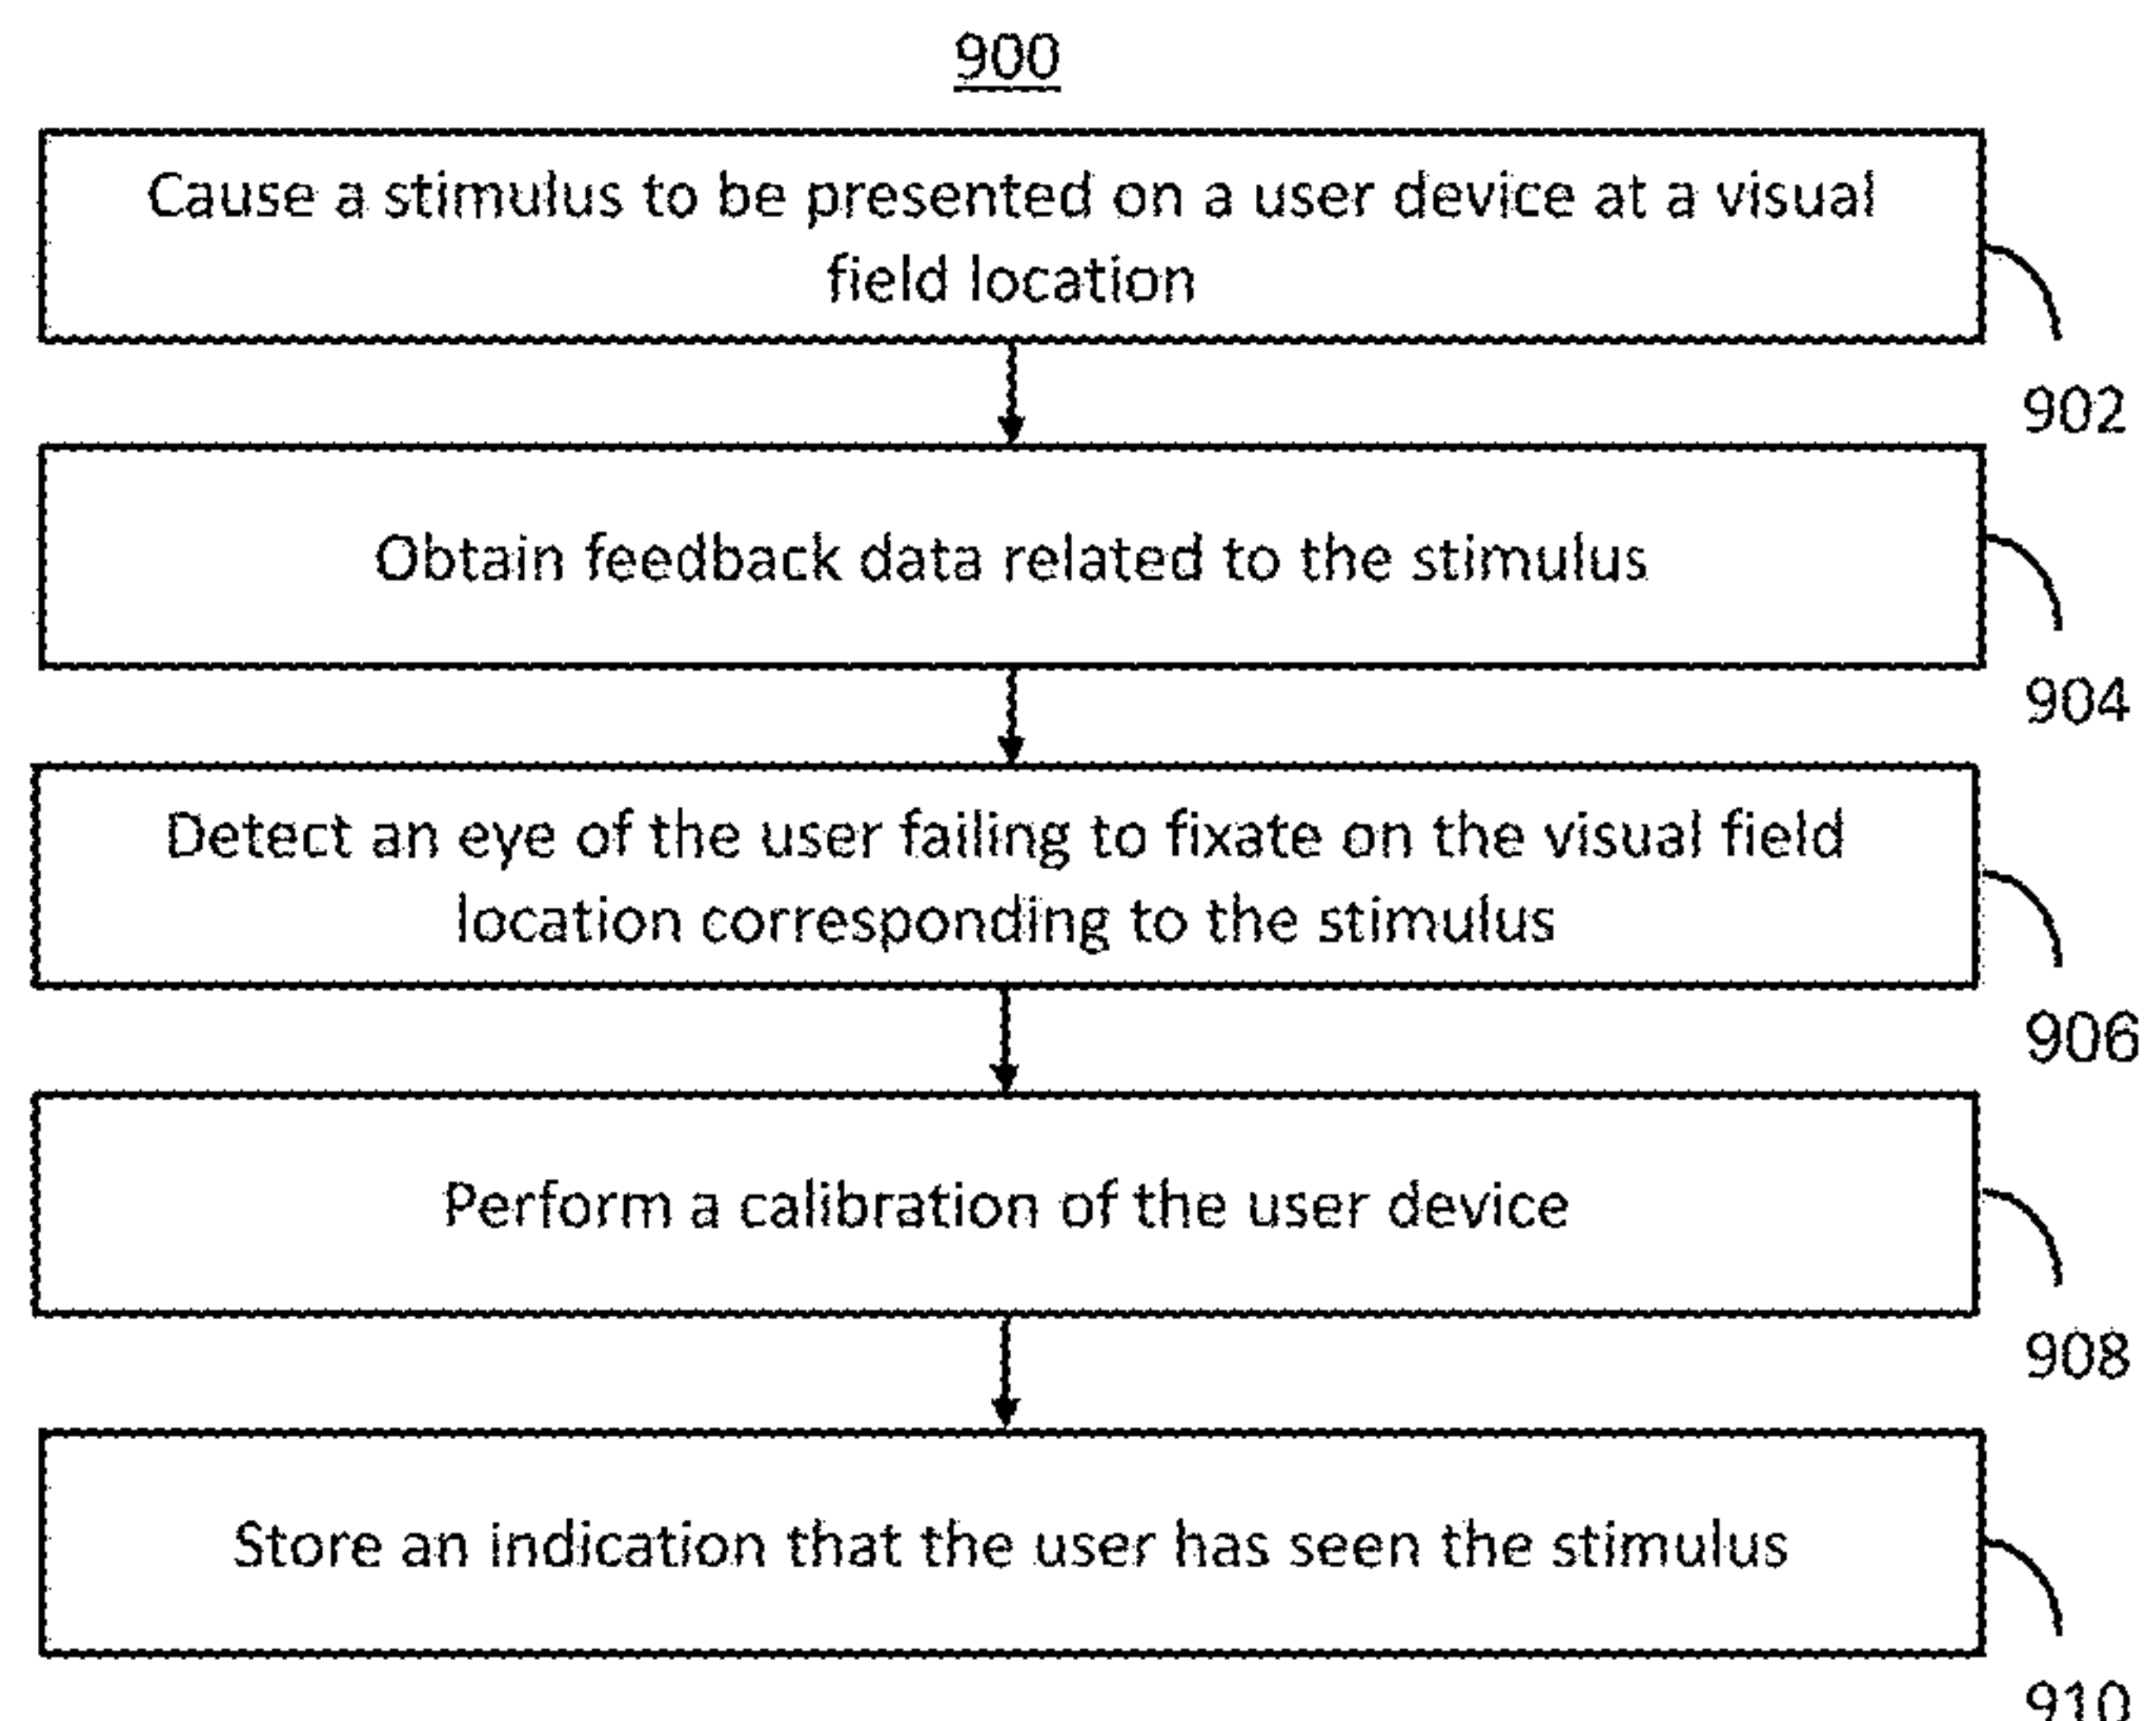 900
Cause a stimulus to be presented on a user device at a visual
field location
902
Obtain feedback data related to the stimulus
904
Detect an eye of the user failing to fixate on the visual field
location corresponding to the stimulus
906
Perform a calibration of the user device
908
Store an indication that the user has seen the stimulus
910